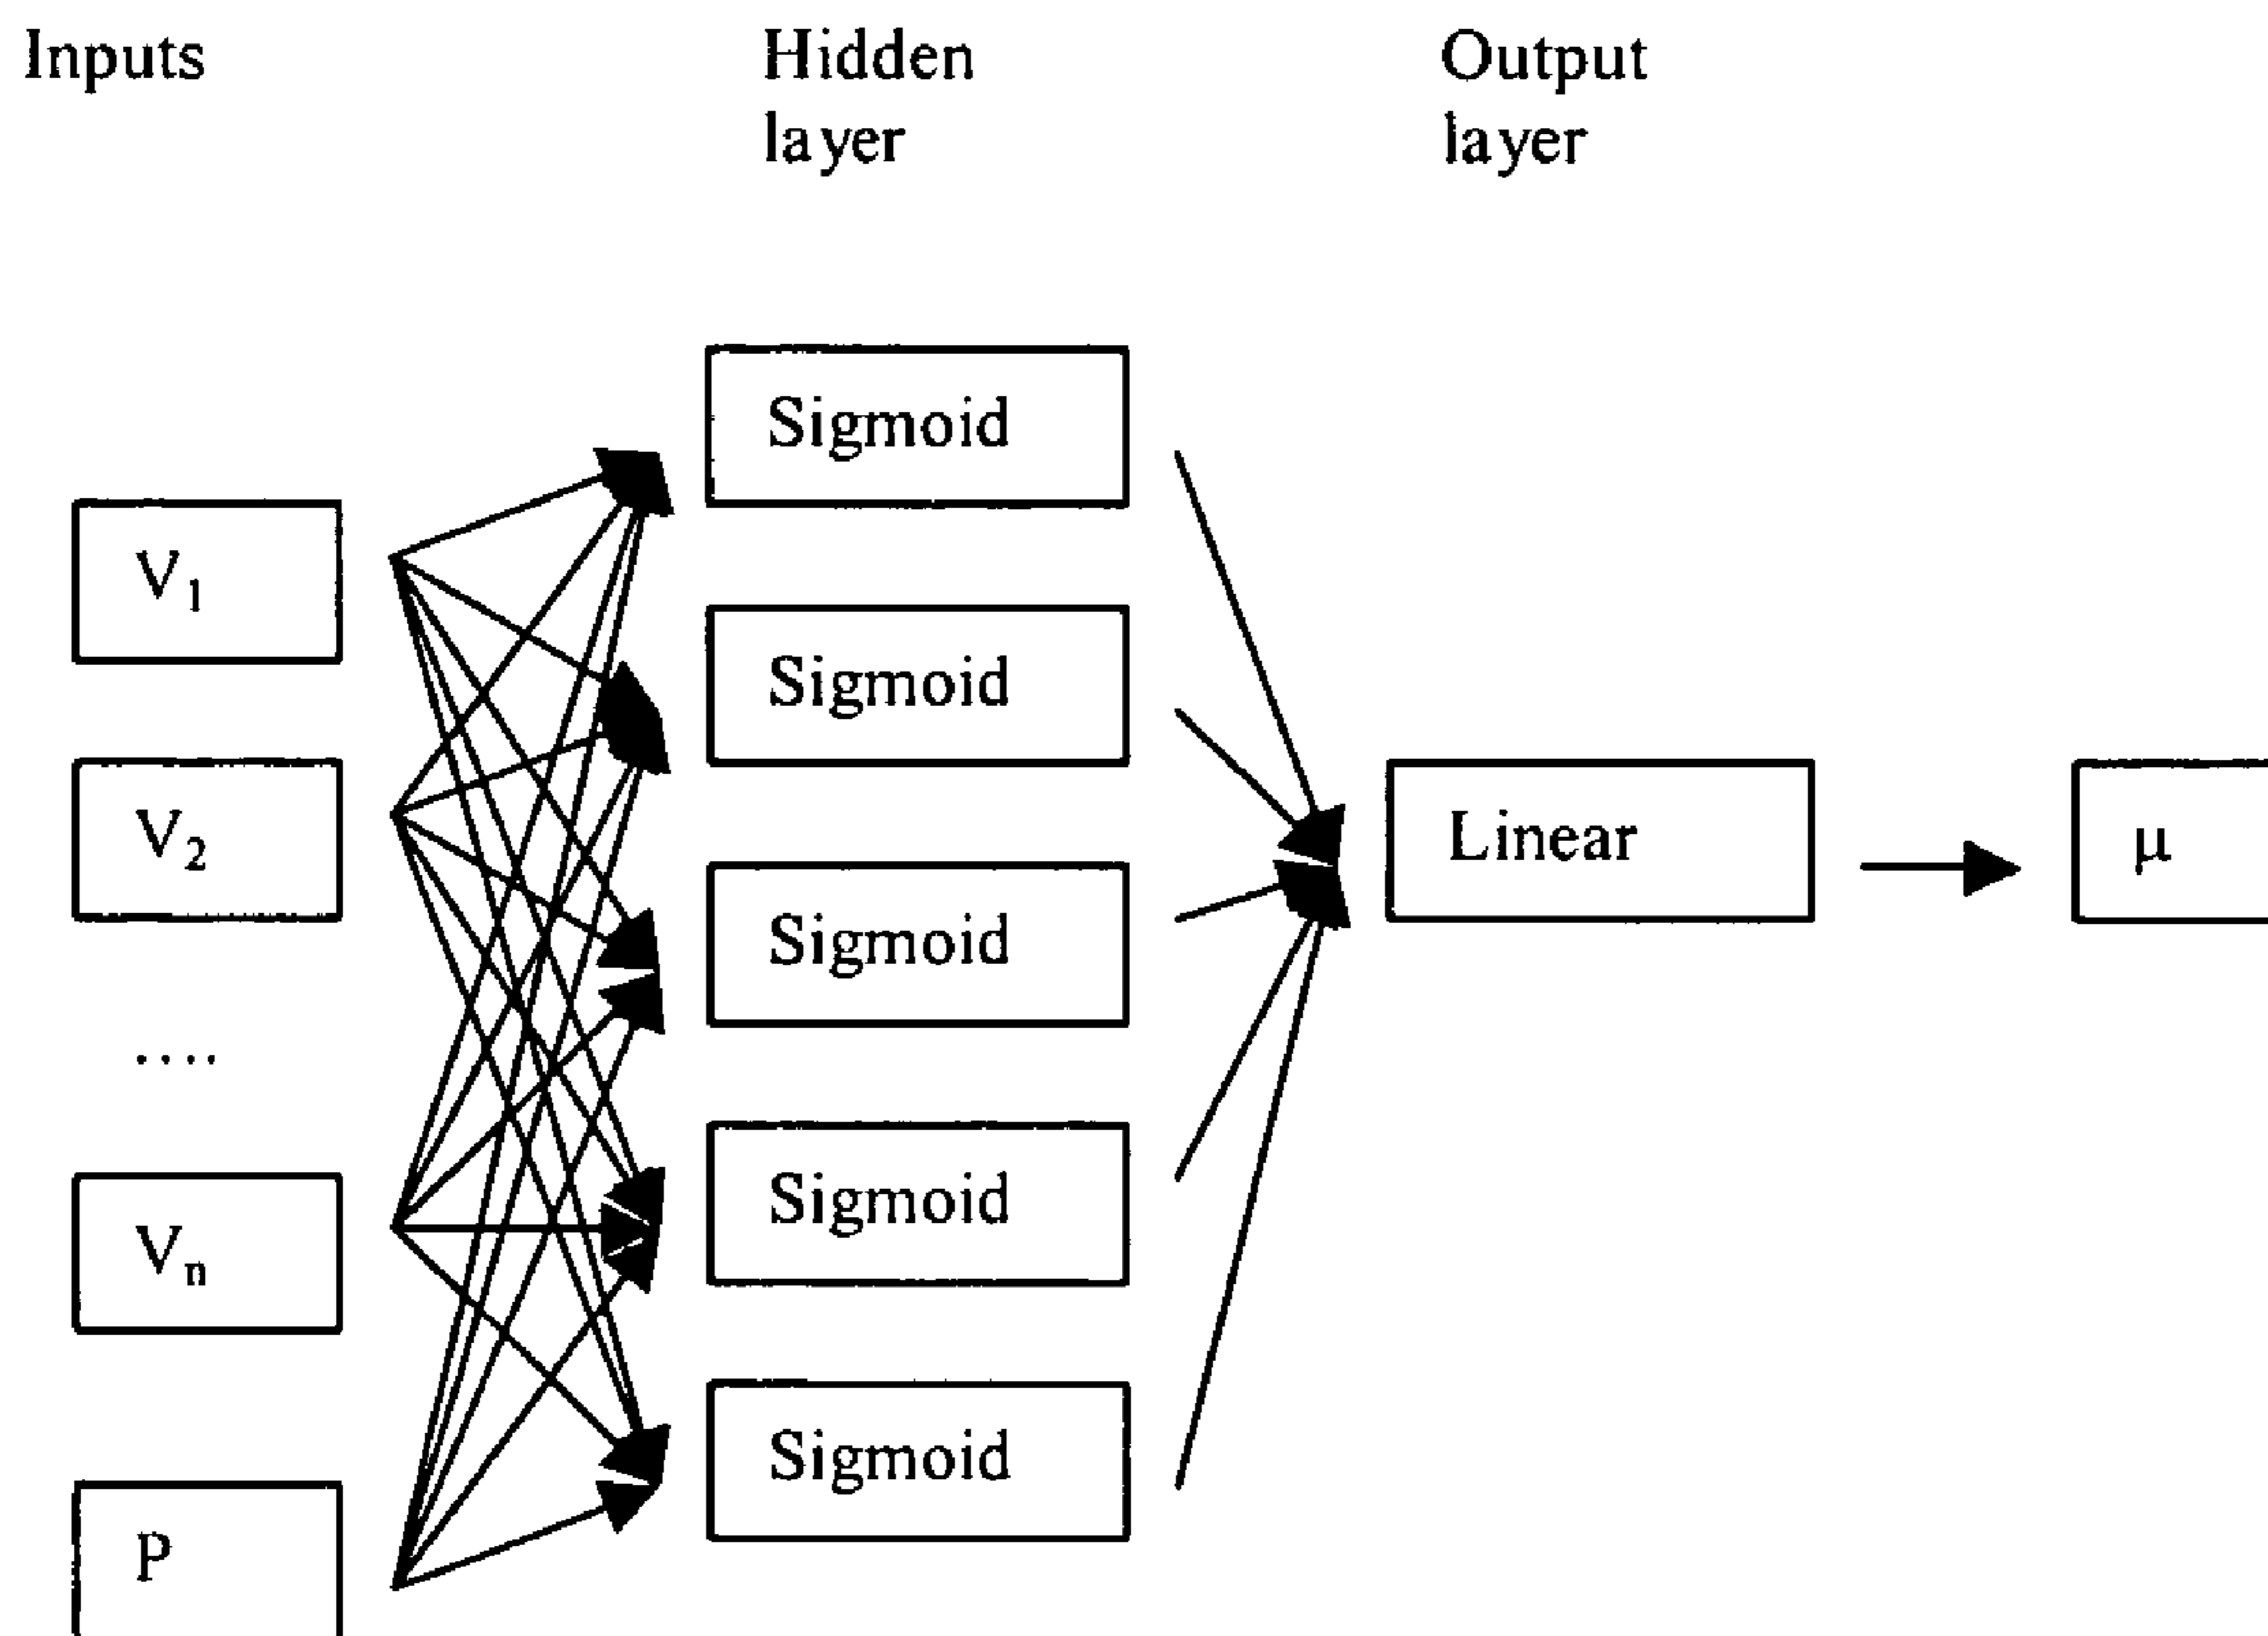 Inputs
Hidden
layer
Output
layer
V₁
V₂
....
Vₙ
P
Sigmoid
Sigmoid
Sigmoid
Sigmoid
Sigmoid
Linear
μ